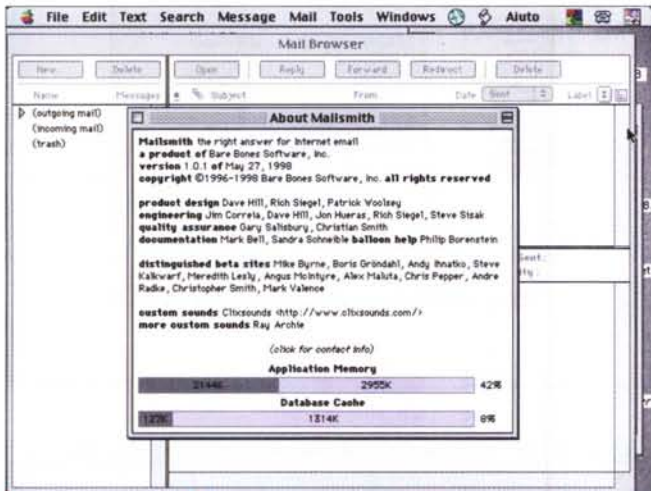 File Edit Text Search Message Mail Tools Windows Aiuto
Mail Browser
New... Delete Open Reply Forward Redirect Delete
Name Messages Subject From Date Sent Label
(outgoing mail)
(incoming mail)
(trash)
About Mailsmith
Mailsmith the right answer for Internet email
a product of Bare Bones Software, Inc.
version 1.0.1 of May 27, 1998
copyright ©1996-1998 Bare Bones Software, Inc. all rights reserved
product design Dave Hill, Rich Siegel, Patrick Woolsey
engineering Jim Correia, Dave Hill, Jon Hueras, Rich Siegel, Steve Sisak
quality assurance Gary Salisbury, Christian Smith
documentation Mark Bell, Sandra Schneible balloon help Philip Borenstein
distinguished beta sites Mike Byrne, Boris Gröndahl, Andy Ihnatko, Steve
Kalkwarf, Meredith Lesly, Angus McIntyre, Alex Maluta, Chris Pepper, Andre
Radke, Christopher Smith, Mark Valence
custom sounds Clixsounds <http://www.clixsounds.com/>
more custom sounds Ray Archie
(click for contact info)
Application Memory
2144K 2955K 42%
Database Cache
127K 1314K 8%
Sent: